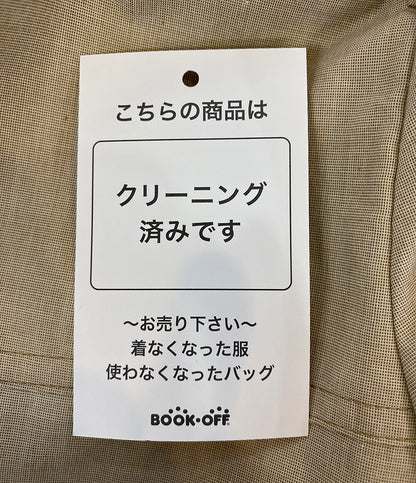 こちらの商品は
クリーニング
済みです
～お売り下さい～
着なくなった服
使わなくなったバッグ
BOOK・OFF